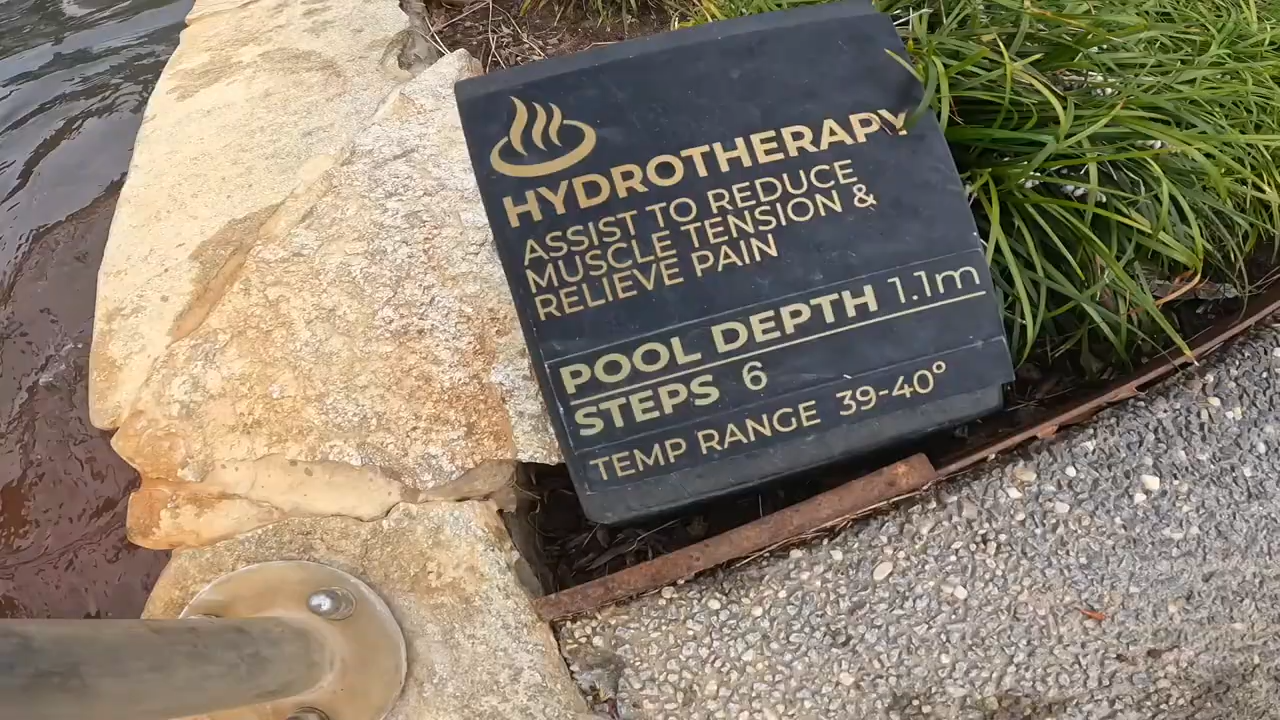 HYDROTHERAPY
ASSIST TO REDUCE
MUSCLE TENSION &
RELIEVE PAIN
POOL DEPTH 1.1m
STEPS 6
TEMP RANGE 39-40°